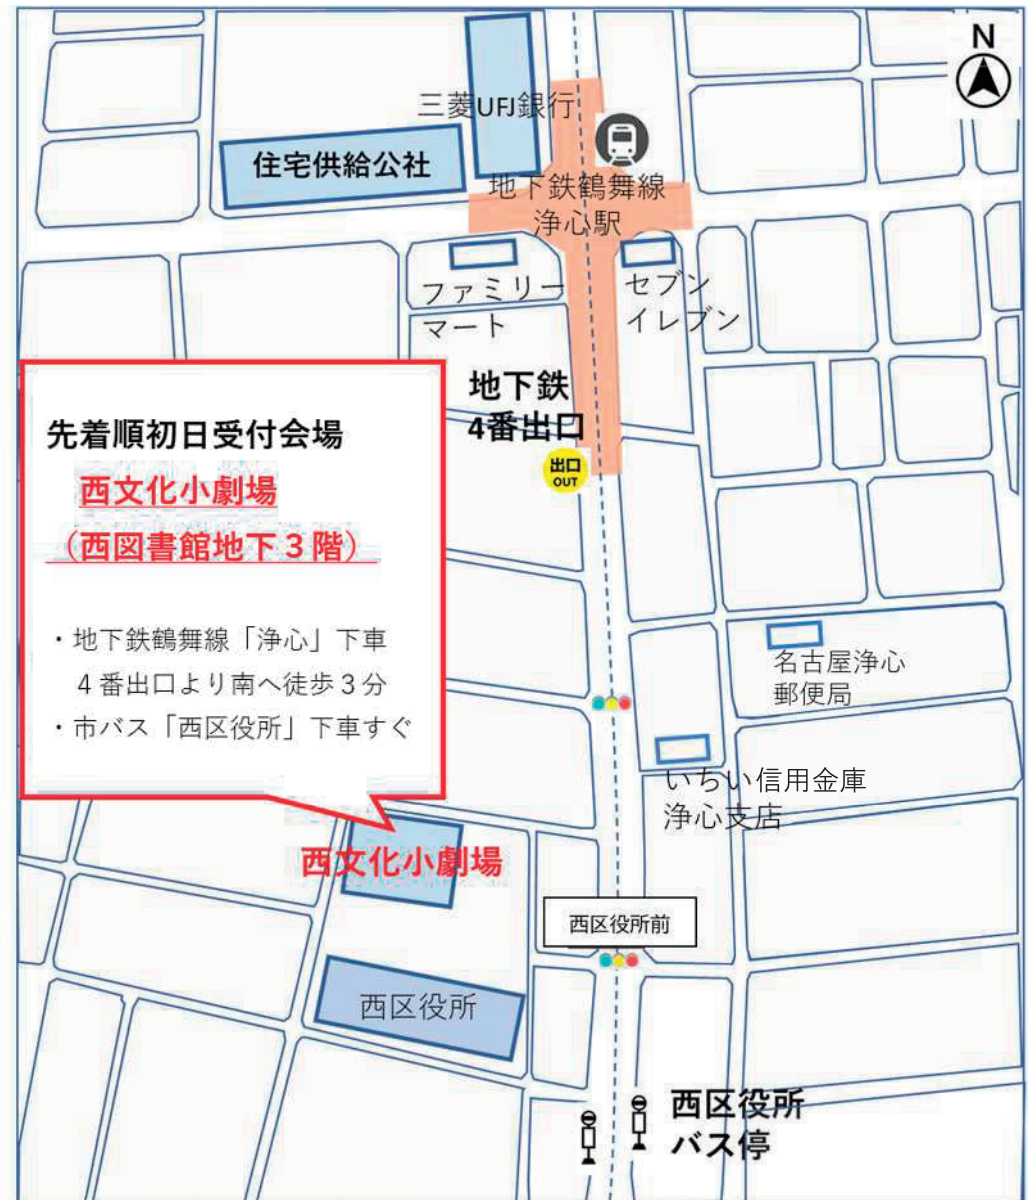 N
三菱UFJ銀行
住宅供給公社
地下鉄鶴舞線
浄心駅
ファミリー
マート
セブン
イレブン
地下鉄
4番出口
出口
OUT
先着順初日受付会場
西文化小劇場
（西図書館地下３階）
・地下鉄鶴舞線「浄心」下車
４番出口より南へ徒歩３分
・市バス「西区役所」下車すぐ
名古屋浄心
郵便局
いちい信用金庫
浄心支店
西文化小劇場
西区役所前
西区役所
西区役所
バス停